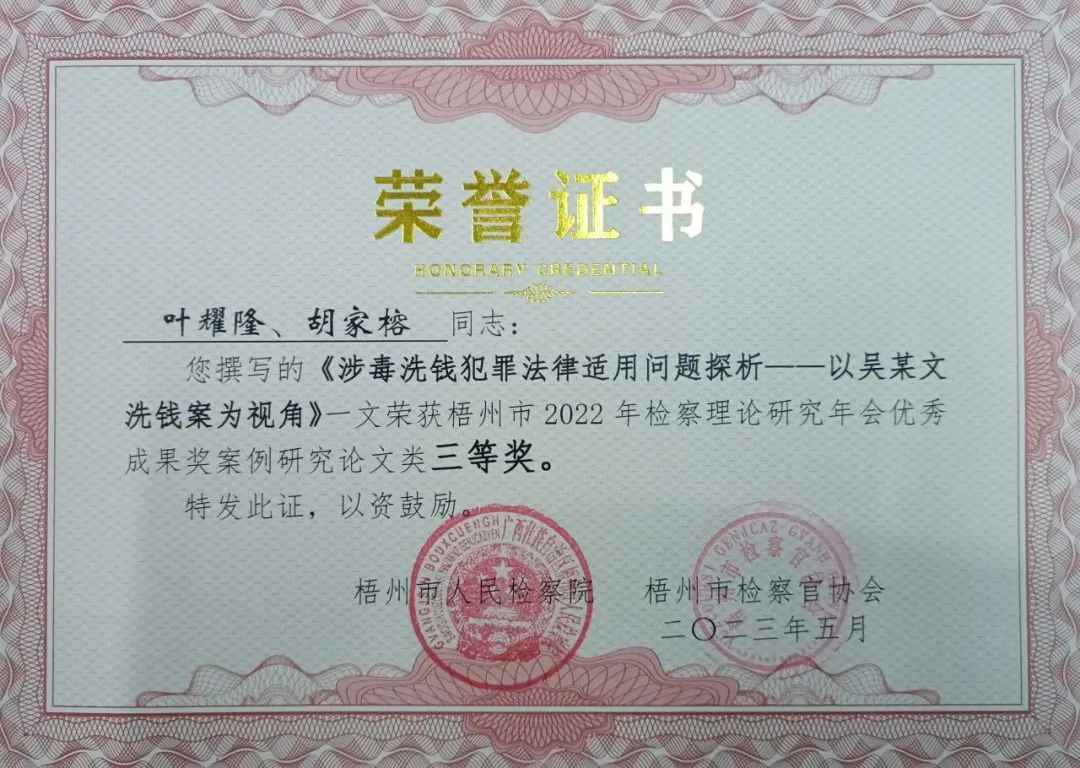 荣誉证书
HONORARY CREDENTIAL
叶耀隆、胡家榕 同志：
您撰写的《涉毒洗钱犯罪法律适用问题探析——以吴某文
洗钱案为视角》一文荣获梧州市2022年检察理论研究年会优秀
成果奖案例研究论文类三等奖。
特发此证，以资鼓励。
梧州市人民检察院 梧州市检察官协会
二〇二三年五月